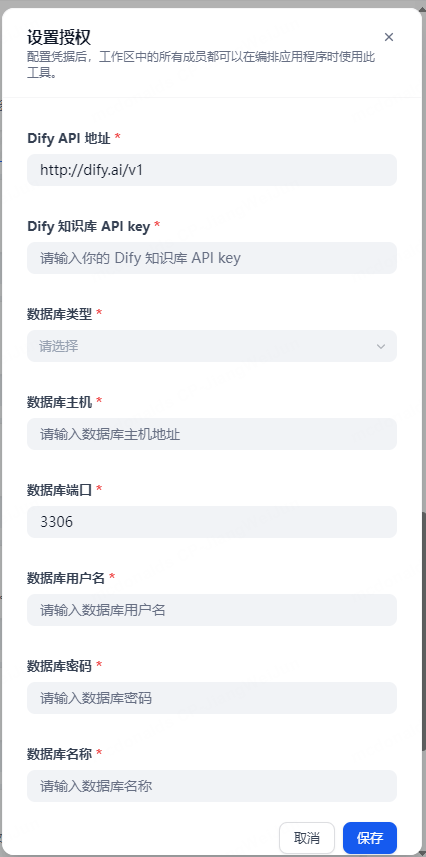 设置授权
配置凭据后，工作区中的所有成员都可以在编排应用程序时使用此
工具。
Dify API 地址 *
http://dify.ai/v1
Dify 知识库 API key *
请输入你的 Dify 知识库 API key
数据库类型 *
请选择
数据库主机 *
请输入数据库主机地址
数据库端口 *
3306
数据库用户名 *
请输入数据库用户名
数据库密码 *
请输入数据库密码
数据库名称 *
请输入数据库名称
取消
保存